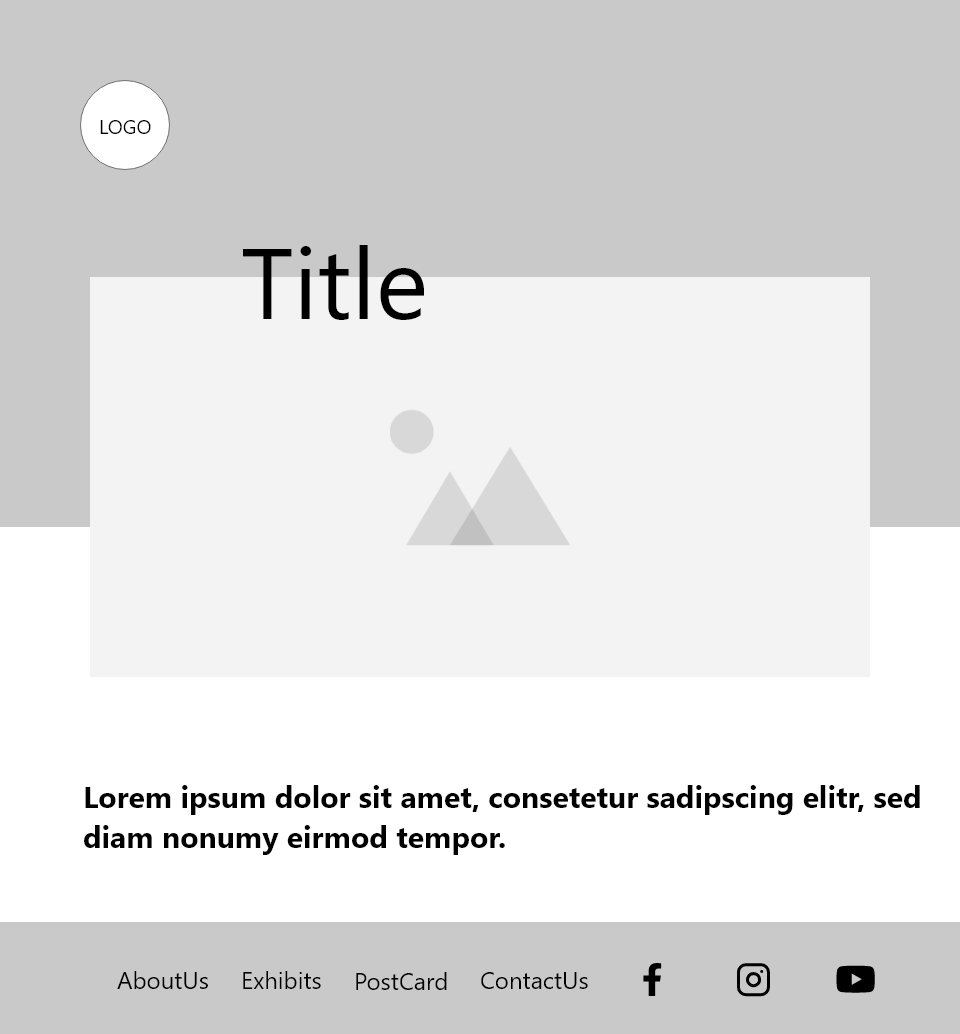 LOGO
Title
Lorem ipsum dolor sit amet, consetetur sadipscing elitr, sed
diam nonumy eirmod tempor.
AboutUs Exhibits PostCard ContactUs